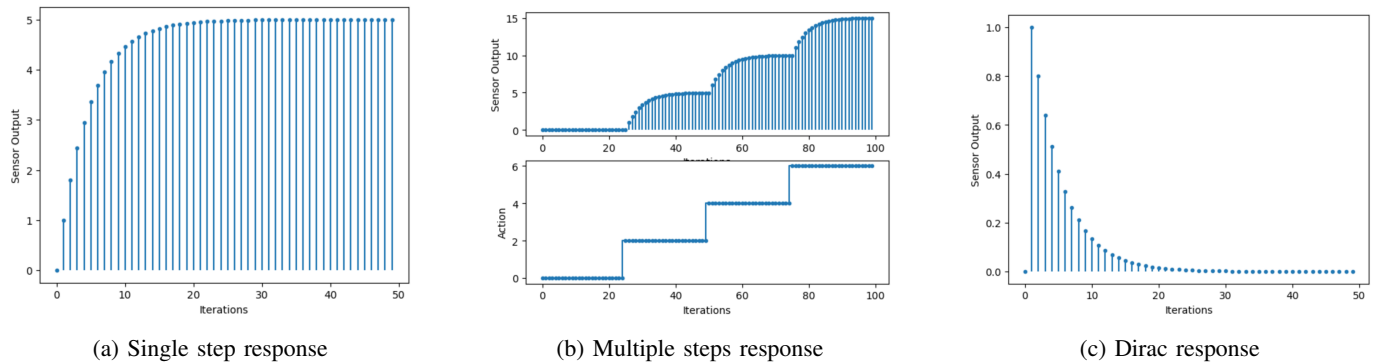 Sensor Output
5
4
3
2
1
0
0 10 20 30 40 50
Iterations
(a) Single step response
Sensor Output
15
10
5
0
0 20 40 60 80 100
Iterations
Action
6
4
2
0
0 20 40 60 80 100
Iterations
(b) Multiple steps response
Sensor Output
1.0
0.8
0.6
0.4
0.2
0.0
0 10 20 30 40 50
Iterations
(c) Dirac response